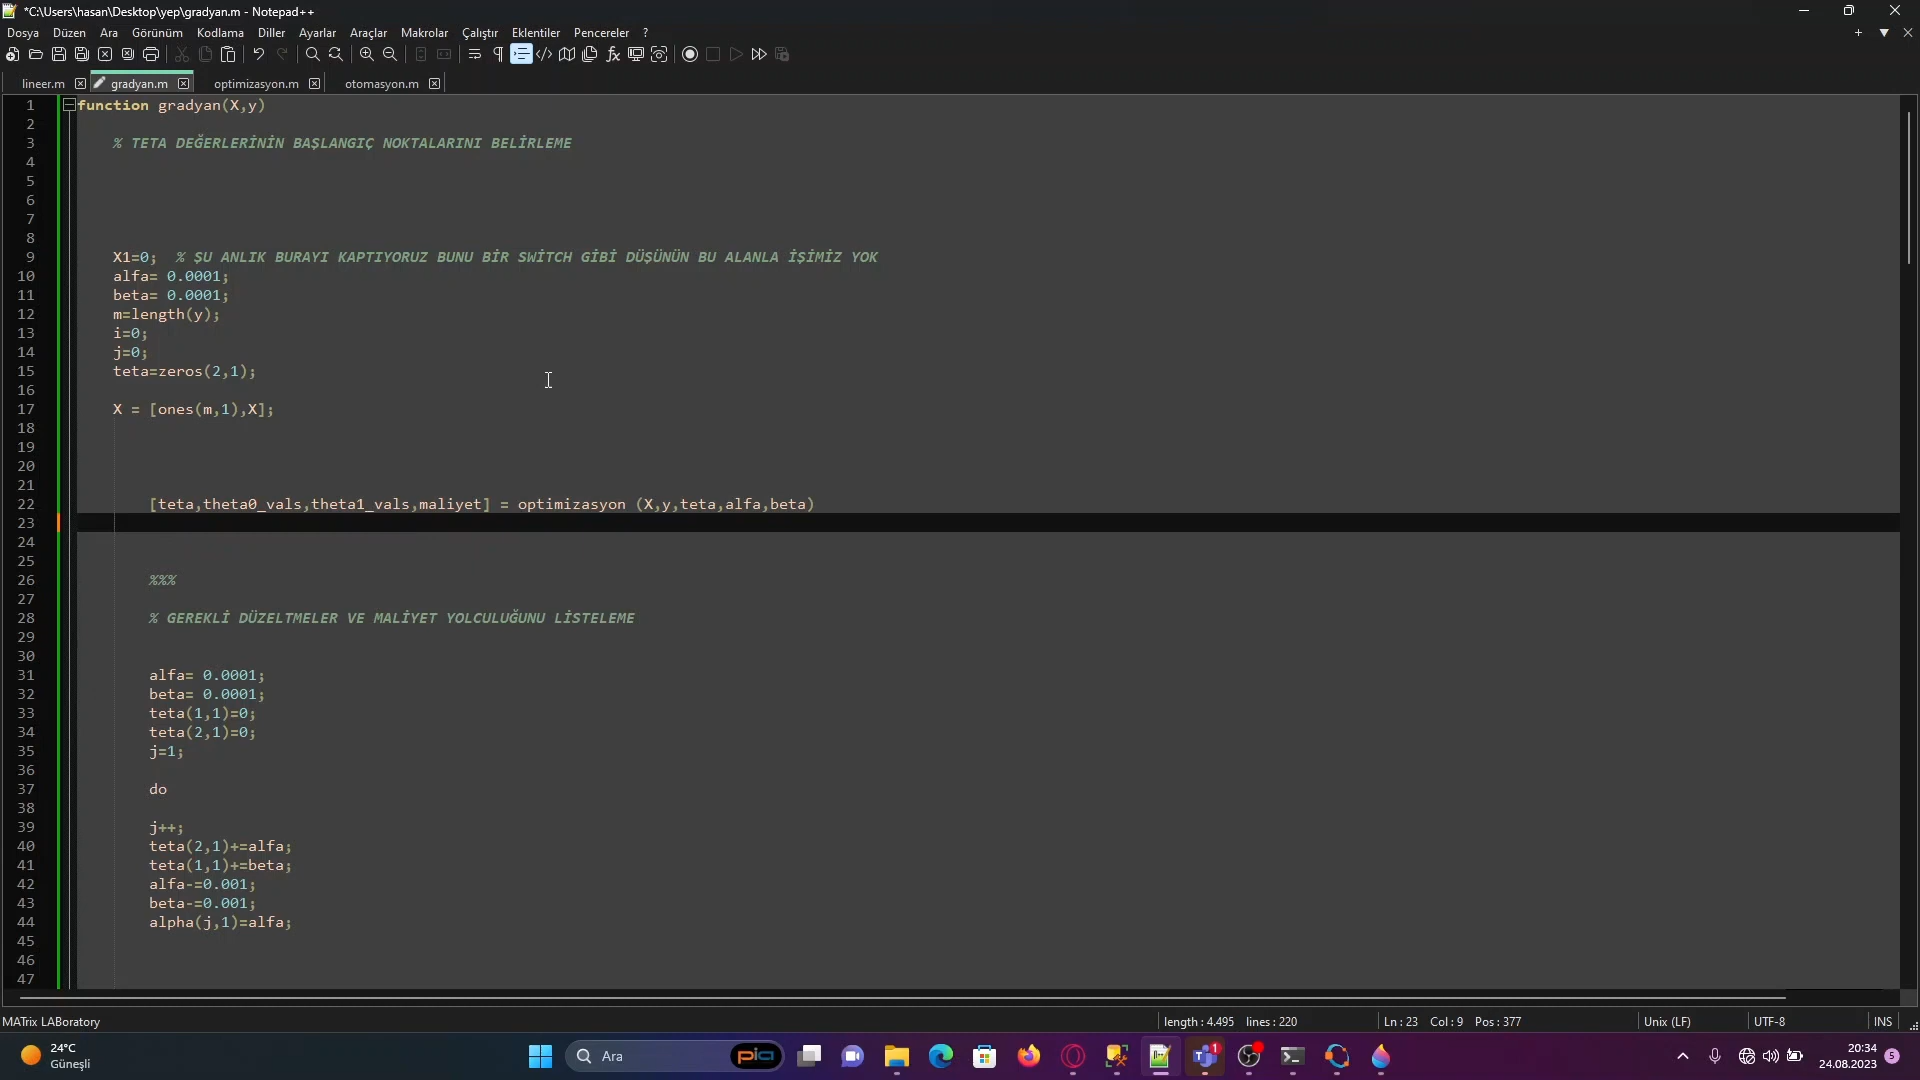 *C:\Users\hasan\Desktop\yep\gradyan.m - Notepad++
Dosya Düzen Ara Görünüm Kodlama Diller Ayarlar Araçlar Makrolar Çalıştır Eklentiler Pencereler ?
lineer.m gradyan.m optimizasyon.m otomasyon.m
1 function gradyan(X,y)
2
3 % TETA DEĞERLERİNİN BAŞLANGIÇ NOKTALARINI BELİRLEME
4
5
6
7
8
9 X1=0; % ŞU ANLIK BURAYI KAPTIYORUZ BUNU BİR SWİTCH GİBİ DÜŞÜNÜN BU ALANLA İŞİMİZ YOK
10 alfa= 0.0001;
11 beta= 0.0001;
12 m=length(y);
13 i=0;
14 j=0;
15 teta=zeros(2,1);
16
17 X = [ones(m,1),X];
18
19
20
21
22 [teta,theta0_vals,theta1_vals,maliyet] = optimizasyon (X,y,teta,alfa,beta)
23
24
25
26 %%%
27
28 % GEREKLİ DÜZELTMELER VE MALİYET YOLCULUĞUNU LİSTELEME
29
30
31 alfa= 0.0001;
32 beta= 0.0001;
33 teta(1,1)=0;
34 teta(2,1)=0;
35 j=1;
36
37 do
38
39 j++;
40 teta(2,1)+=alfa;
41 teta(1,1)+=beta;
42 alfa-=0.001;
43 beta-=0.001;
44 alpha(j,1)=alfa;
45
46
47
MATrix LABoratory length : 4.495 lines : 220 Ln : 23 Col : 9 Pos : 377 Unix (LF) UTF-8 INS
24°C
Güneşli
Ara
pia
1
20:34
24.08.2023
5